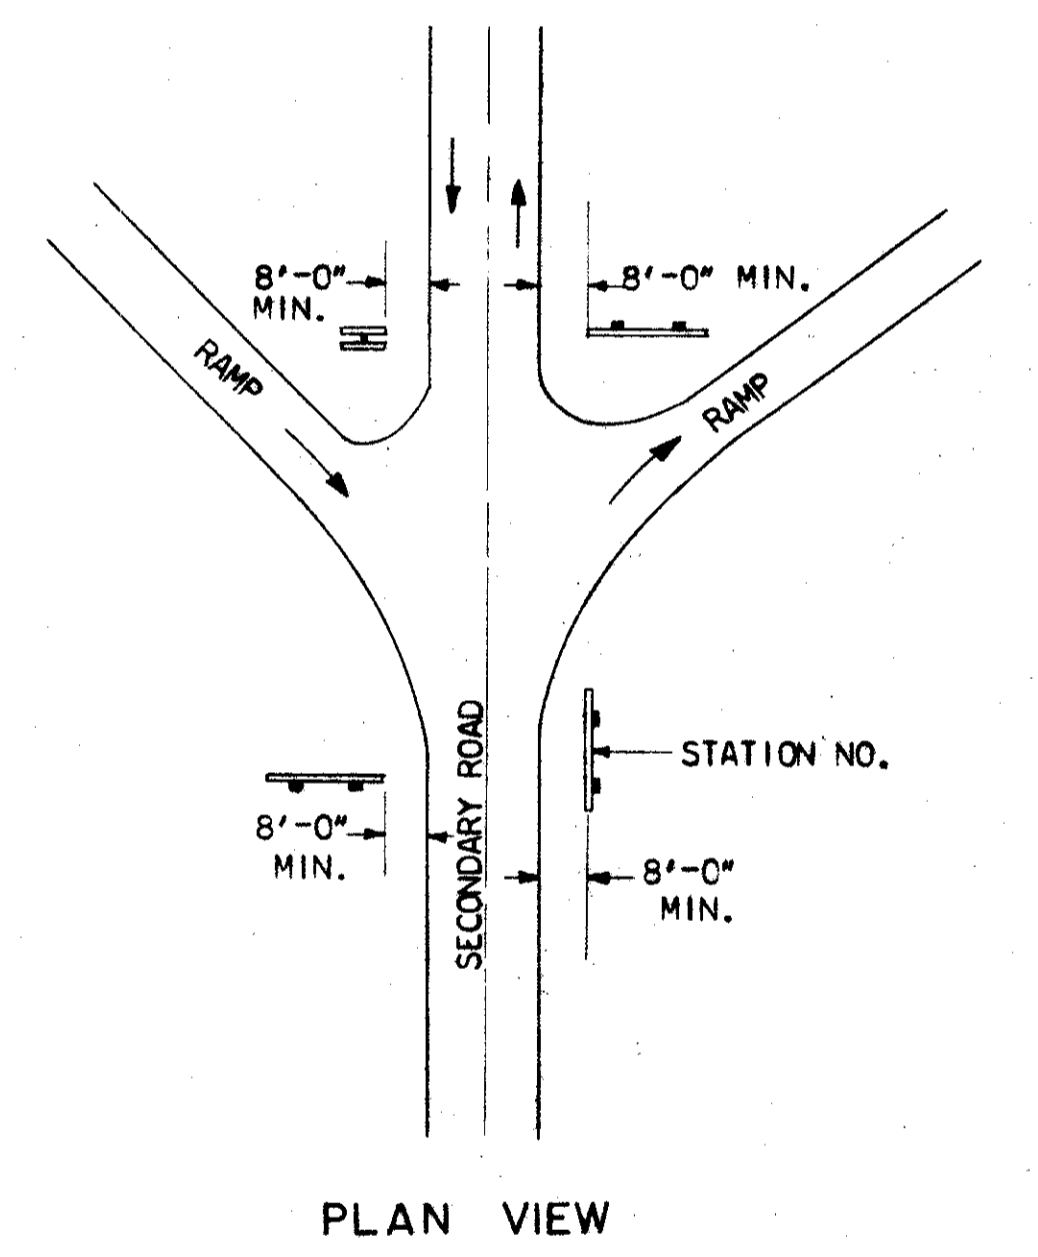 8'-0"
MIN.
8'-0" MIN.
RAMP
RAMP
SECONDARY ROAD
STATION NO.
8'-0"
MIN.
8'-0"
MIN.
PLAN VIEW